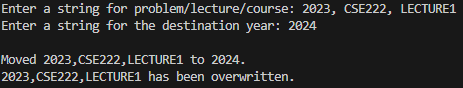 Enter a string for problem/lecture/course: 2023, CSE222, LECTURE1
Enter a string for the destination year: 2024
Moved 2023,CSE222,LECTURE1 to 2024.
2023,CSE222,LECTURE1 has been overwritten.